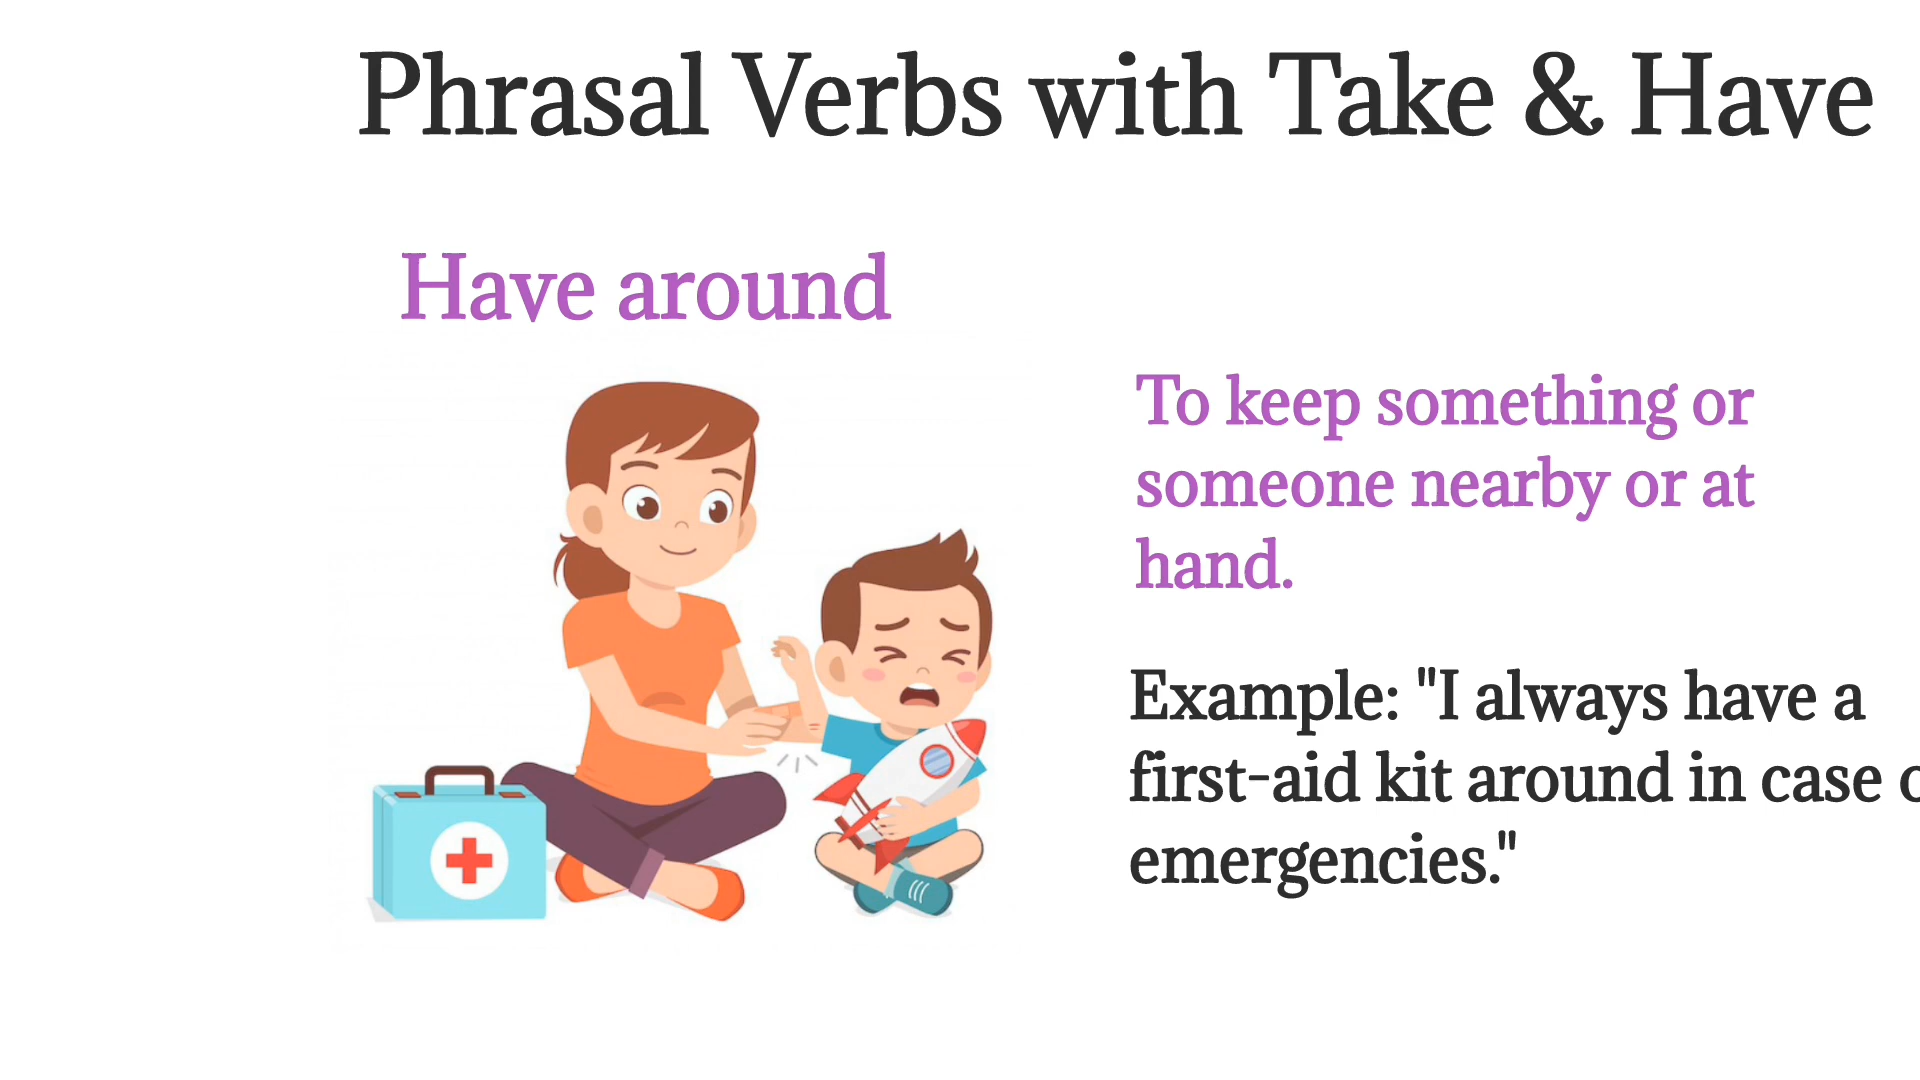 Phrasal Verbs with Take & Have
Have around
To keep something or
someone nearby or at
hand.
Example: "I always have a
first-aid kit around in case
emergencies."